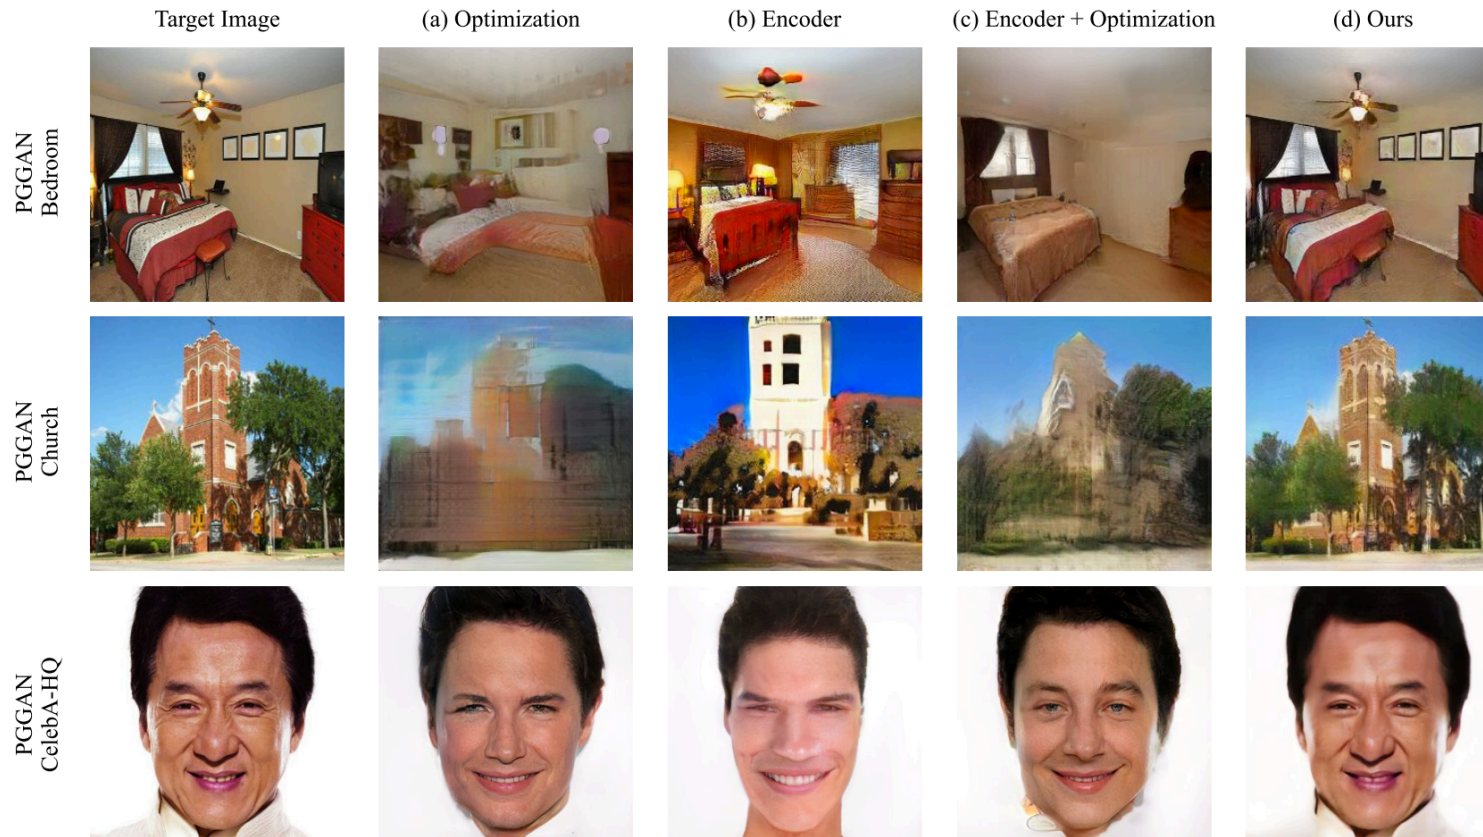 Target Image
(a) Optimization
(b) Encoder
(c) Encoder + Optimization
(d) Ours
PGGAN
Bedroom
PGGAN
Church
PGGAN
CelebA-HQ